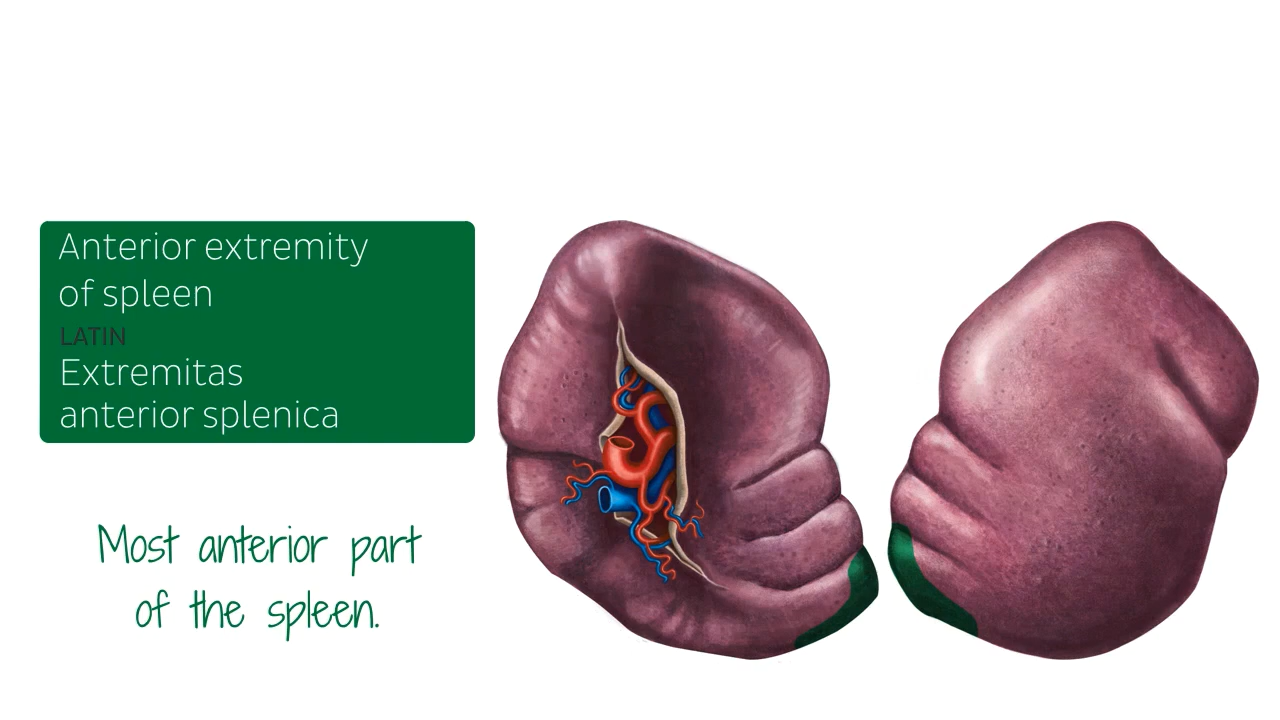 Anterior extremity
of spleen
LATIN
Extremitas
anterior splenica
Most anterior part
of the spleen.